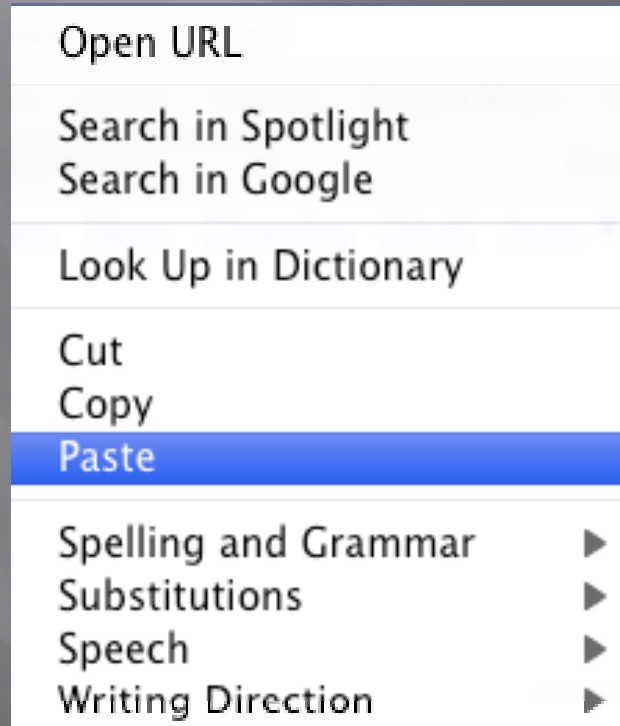 Open URL
Search in Spotlight
Search in Google
Look Up in Dictionary
Cut
Copy
Paste
Spelling and Grammar
Substitutions
Speech
Writing Direction